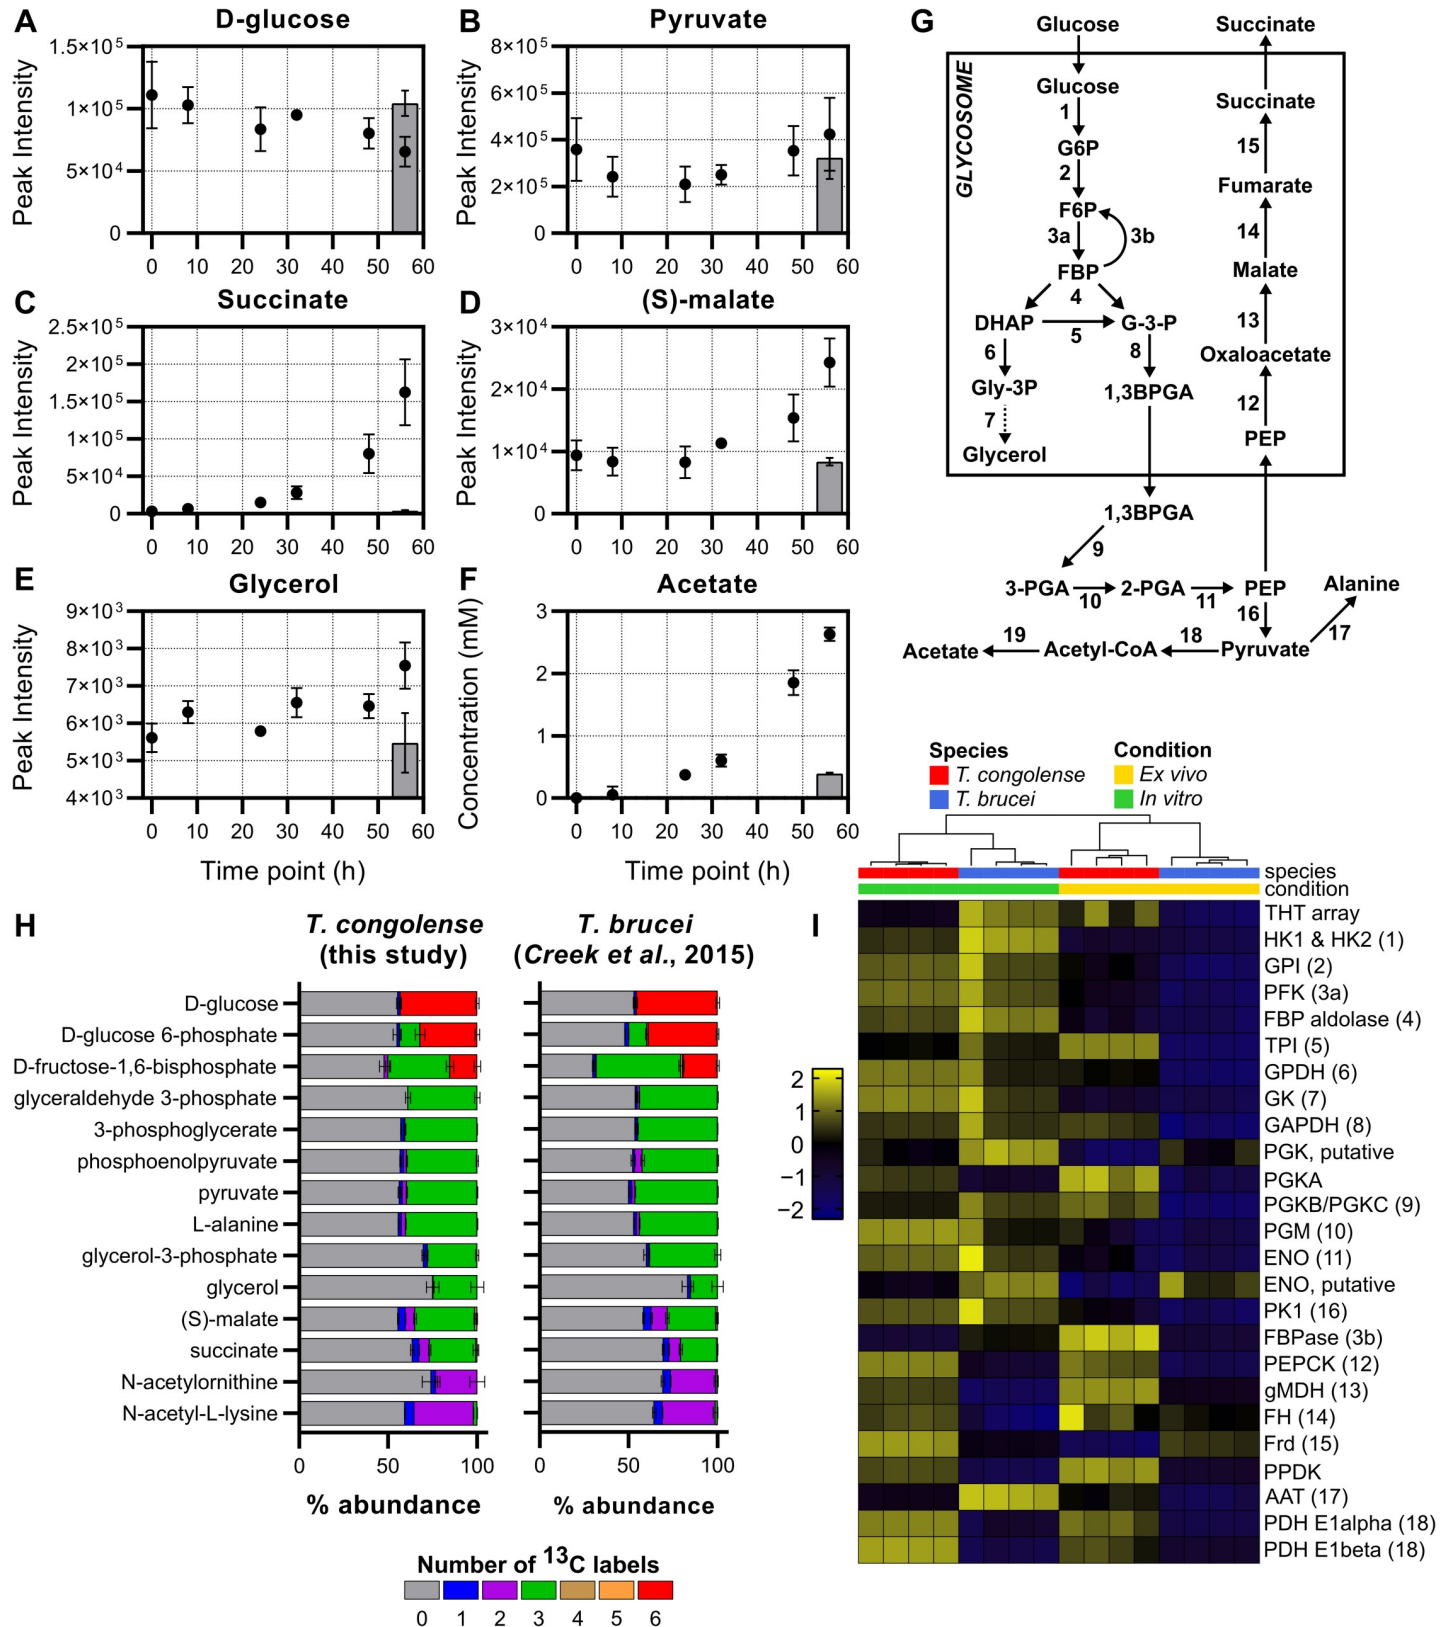 A
D-glucose
Peak Intensity
1.5×10⁵
1×10⁵
5×10⁴
0
0 10 20 30 40 50 60
B
Pyruvate
Peak Intensity
8×10⁵
6×10⁵
4×10⁵
2×10⁵
0
0 10 20 30 40 50 60
C
Succinate
Peak Intensity
2.5×10⁵
2×10⁵
1.5×10⁵
1×10⁵
5×10⁴
0
0 10 20 30 40 50 60
D
(S)-malate
Peak Intensity
3×10⁴
2×10⁴
1×10⁴
0
0 10 20 30 40 50 60
E
Glycerol
Peak Intensity
9×10³
8×10³
7×10³
6×10³
5×10³
4×10³
0 10 20 30 40 50 60
Time point (h)
F
Acetate
Concentration (mM)
3
2
1
0
0 10 20 30 40 50 60
Time point (h)
G
GLYCOSOME
Glucose
Glucose
1
G6P
2
F6P
3a
3b
FBP
4
DHAP
5
G-3-P
6
8
Gly-3P
1,3BPGA
7
Glycerol
Succinate
Succinate
15
Fumarate
14
Malate
13
Oxaloacetate
12
PEP
1,3BPGA
9
3-PGA
10
2-PGA
11
PEP
Alanine
16
17
Acetate
19
Acetyl-CoA
18
Pyruvate
H
T. congolense
(this study)
T. brucei
(Creek et al., 2015)
D-glucose
D-glucose 6-phosphate
D-fructose-1,6-bisphosphate
glyceraldehyde 3-phosphate
3-phosphoglycerate
phosphoenolpyruvate
pyruvate
L-alanine
glycerol-3-phosphate
glycerol
(S)-malate
succinate
N-acetylornithine
N-acetyl-L-lysine
0 50 100
% abundance
0 50 100
% abundance
Number of ¹³C labels
0 1 2 3 4 5 6
I
Species
T. congolense
T. brucei
Condition
Ex vivo
In vitro
species
condition
2
1
0
−1
−2
THT array
HK1 & HK2 (1)
GPI (2)
PFK (3a)
FBP aldolase (4)
TPI (5)
GPDH (6)
GK (7)
GAPDH (8)
PGK, putative
PGKA
PGKB/PGKC (9)
PGM (10)
ENO (11)
ENO, putative
PK1 (16)
FBPase (3b)
PEPCK (12)
gMDH (13)
FH (14)
Frd (15)
PPDK
AAT (17)
PDH E1alpha (18)
PDH E1beta (18)